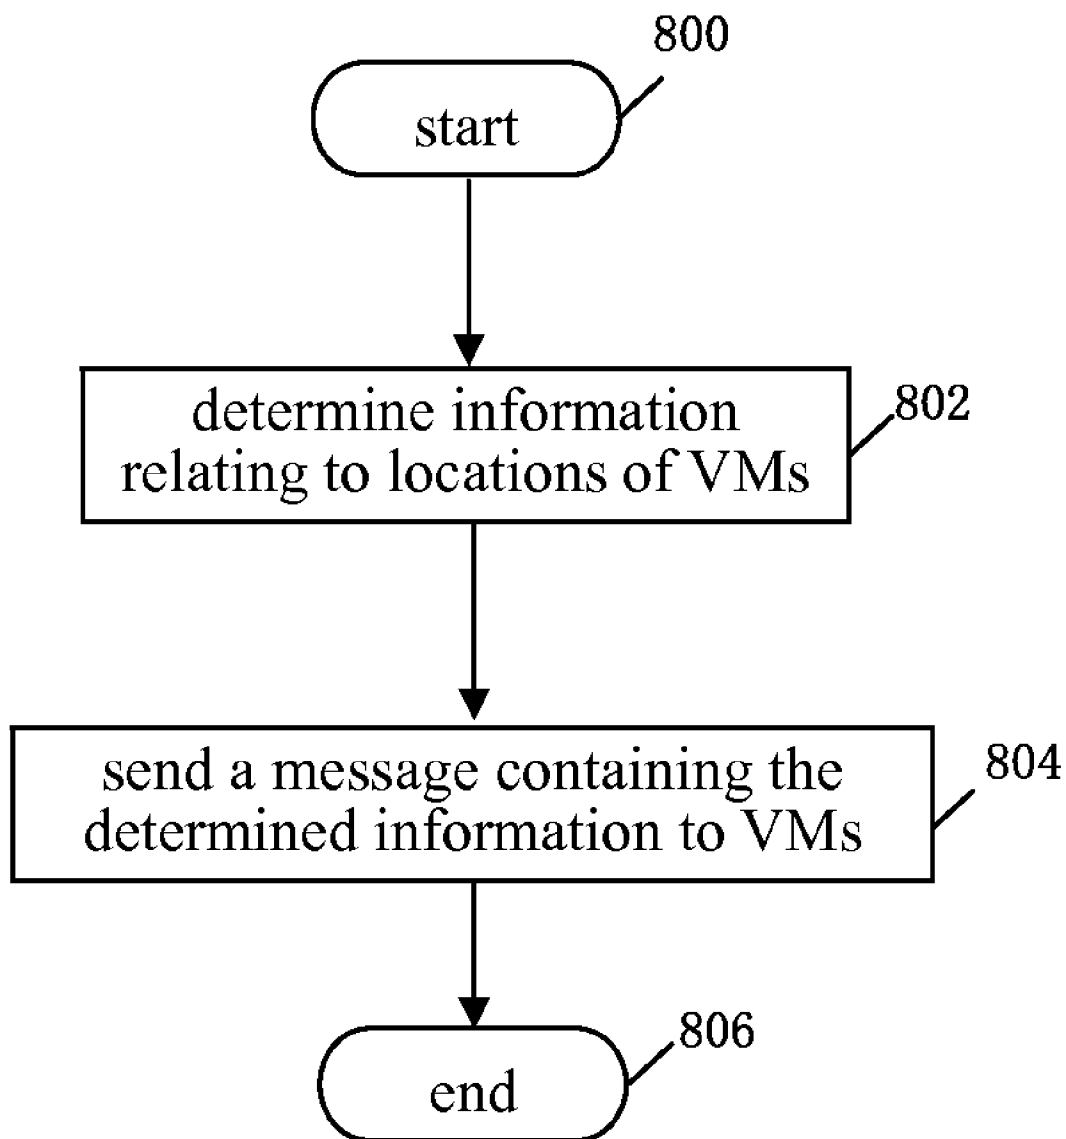 800
start
determine information
relating to locations of VMs
802
send a message containing the
determined information to VMs
804
806
end